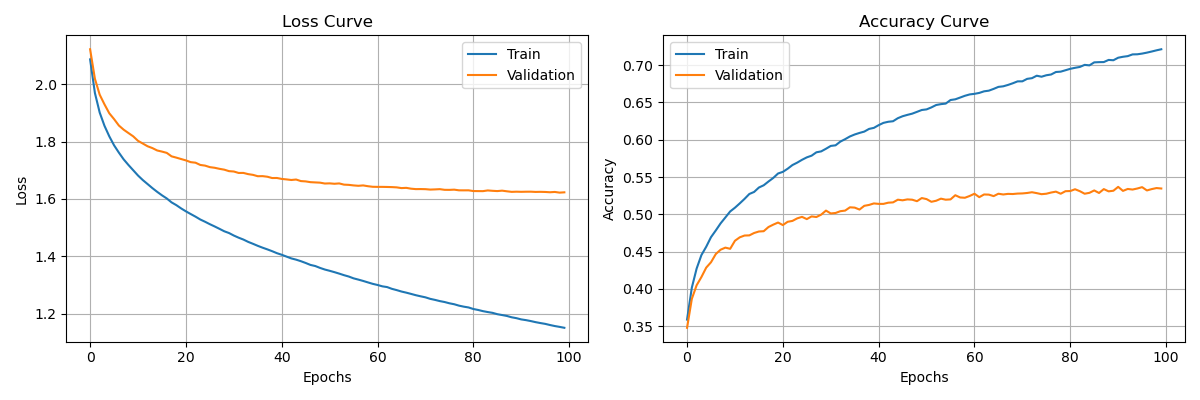 Loss Curve
Loss
2.0
1.8
1.6
1.4
1.2
0
20
40
60
80
100
Epochs
Train
Validation
Accuracy Curve
Accuracy
0.70
0.65
0.60
0.55
0.50
0.45
0.40
0.35
0
20
40
60
80
100
Epochs
Train
Validation